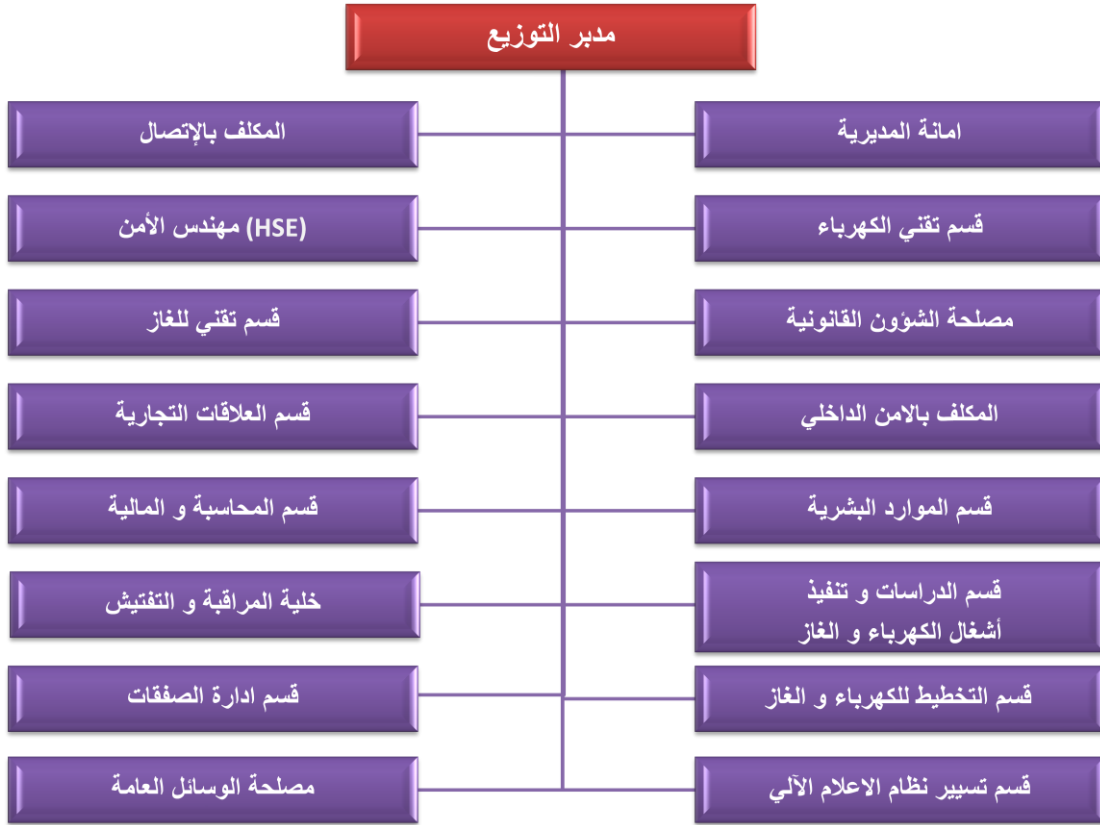 مدبر التوزيع
امانة المديرية
المكلف بالإتصال
قسم تقني الكهرباء
(HSE) مهندس الأمن
مصلحة الشؤون القانونية
قسم تقني للغاز
المكلف بالامن الداخلي
قسم العلاقات التجارية
قسم الموارد البشرية
قسم المحاسبة و المالية
قسم الدراسات و تنفيذ
أشغال الكهرباء و الغاز
خلية المراقبة و التفتيش
قسم التخطيط للكهرباء و الغاز
قسم ادارة الصفقات
قسم تسيير نظام الاعلام الآلي
مصلحة الوسائل العامة